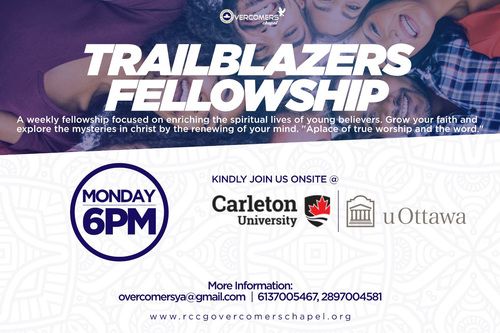 OVERCOMERS
chapel
TRAILBLAZERS
FELLOWSHIP
A weekly fellowship focused on enriching the spiritual lives of young believers. Grow your faith and
explore the mysteries in christ by the renewing of your mind. "Aplace of true worship and the word."
KINDLY JOIN US ONSITE @
MONDAY
6PM
Carleton
University
uOttawa
More Information:
overcomersya@gmail.com | 6137005467, 2897004581
www.rccgovercomerschapel.org